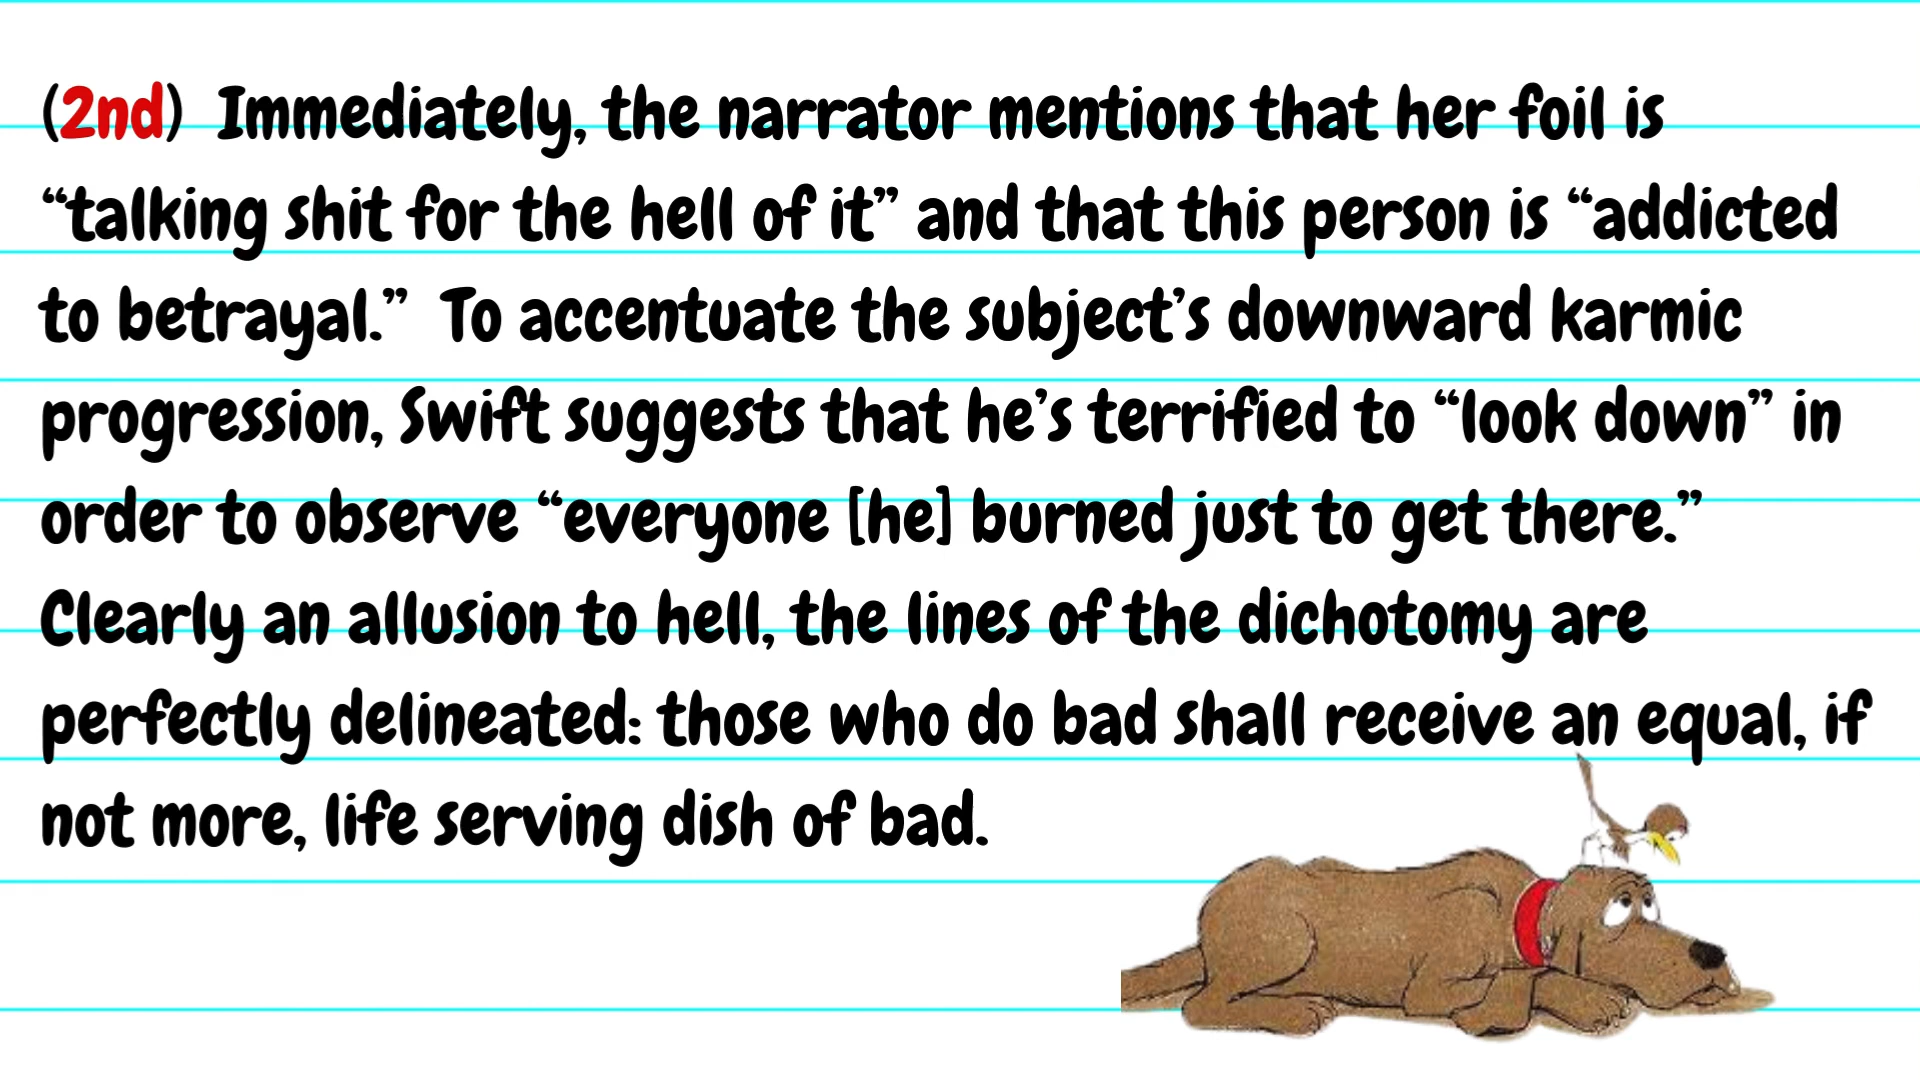 (2nd)  Immediately, the narrator mentions that her foil is
“talking shit for the hell of it” and that this person is “addicted
to betrayal.”  To accentuate the subject’s downward karmic
progression, Swift suggests that he’s terrified to “look down” in
order to observe “everyone [he] burned just to get there.”
Clearly an allusion to hell, the lines of the dichotomy are
perfectly delineated: those who do bad shall receive an equal, if
not more, life serving dish of bad.